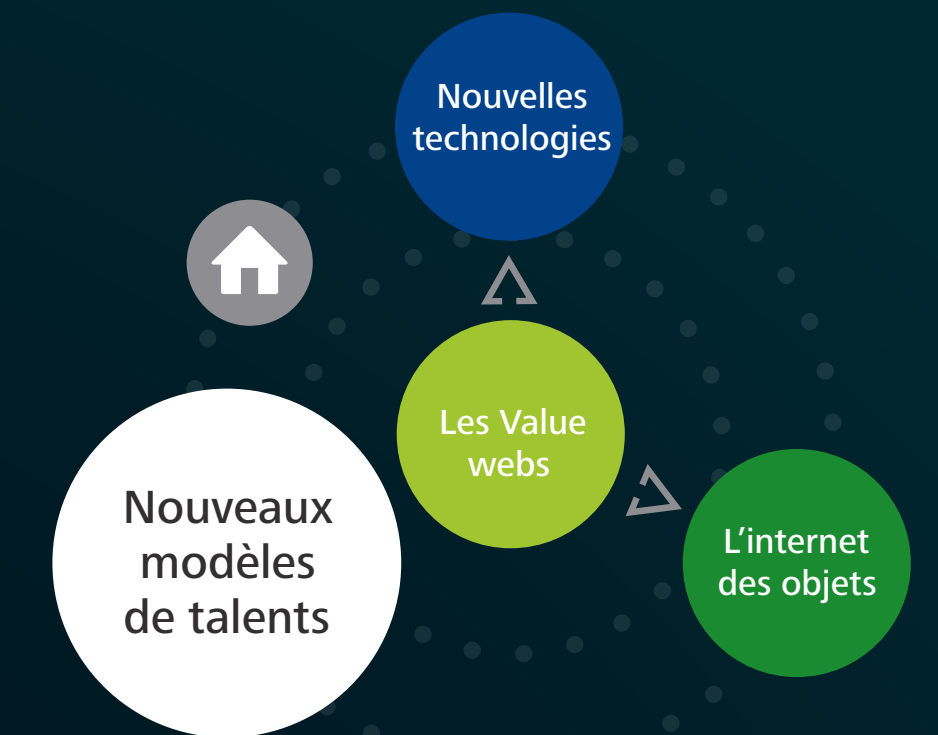 Nouvelles
technologies
Les Value
webs
Nouveaux
modèles
de talents
L’internet
des objets